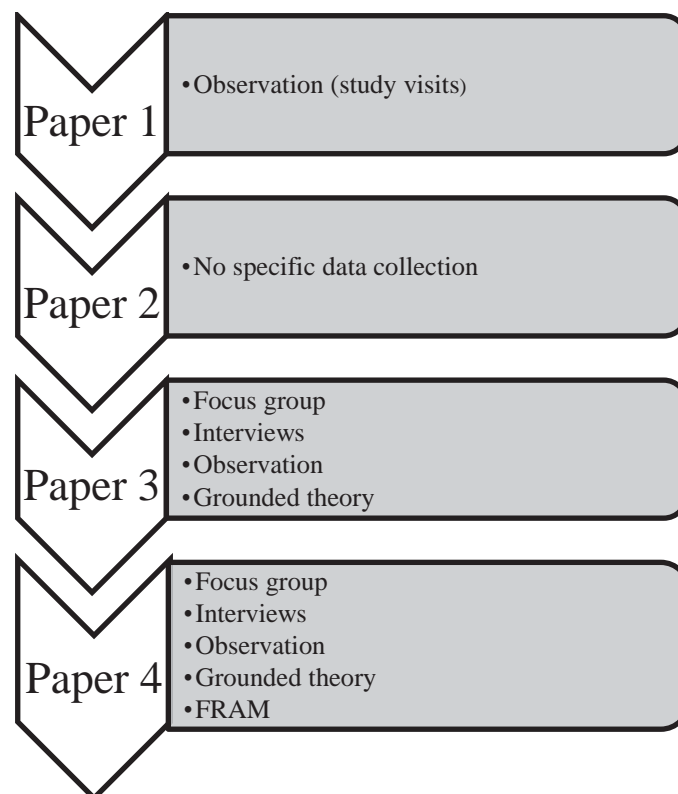 Paper 1
•Observation (study visits)
Paper 2
•No specific data collection
Paper 3
•Focus group
•Interviews
•Observation
•Grounded theory
Paper 4
•Focus group
•Interviews
•Observation
•Grounded theory
•FRAM